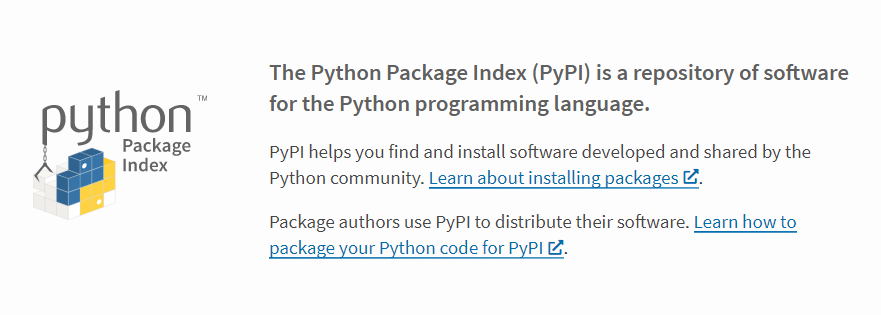 python™
Package
Index
The Python Package Index (PyPI) is a repository of software
for the Python programming language.
PyPI helps you find and install software developed and shared by the
Python community. Learn about installing packages.
Package authors use PyPI to distribute their software. Learn how to
package your Python code for PyPI.